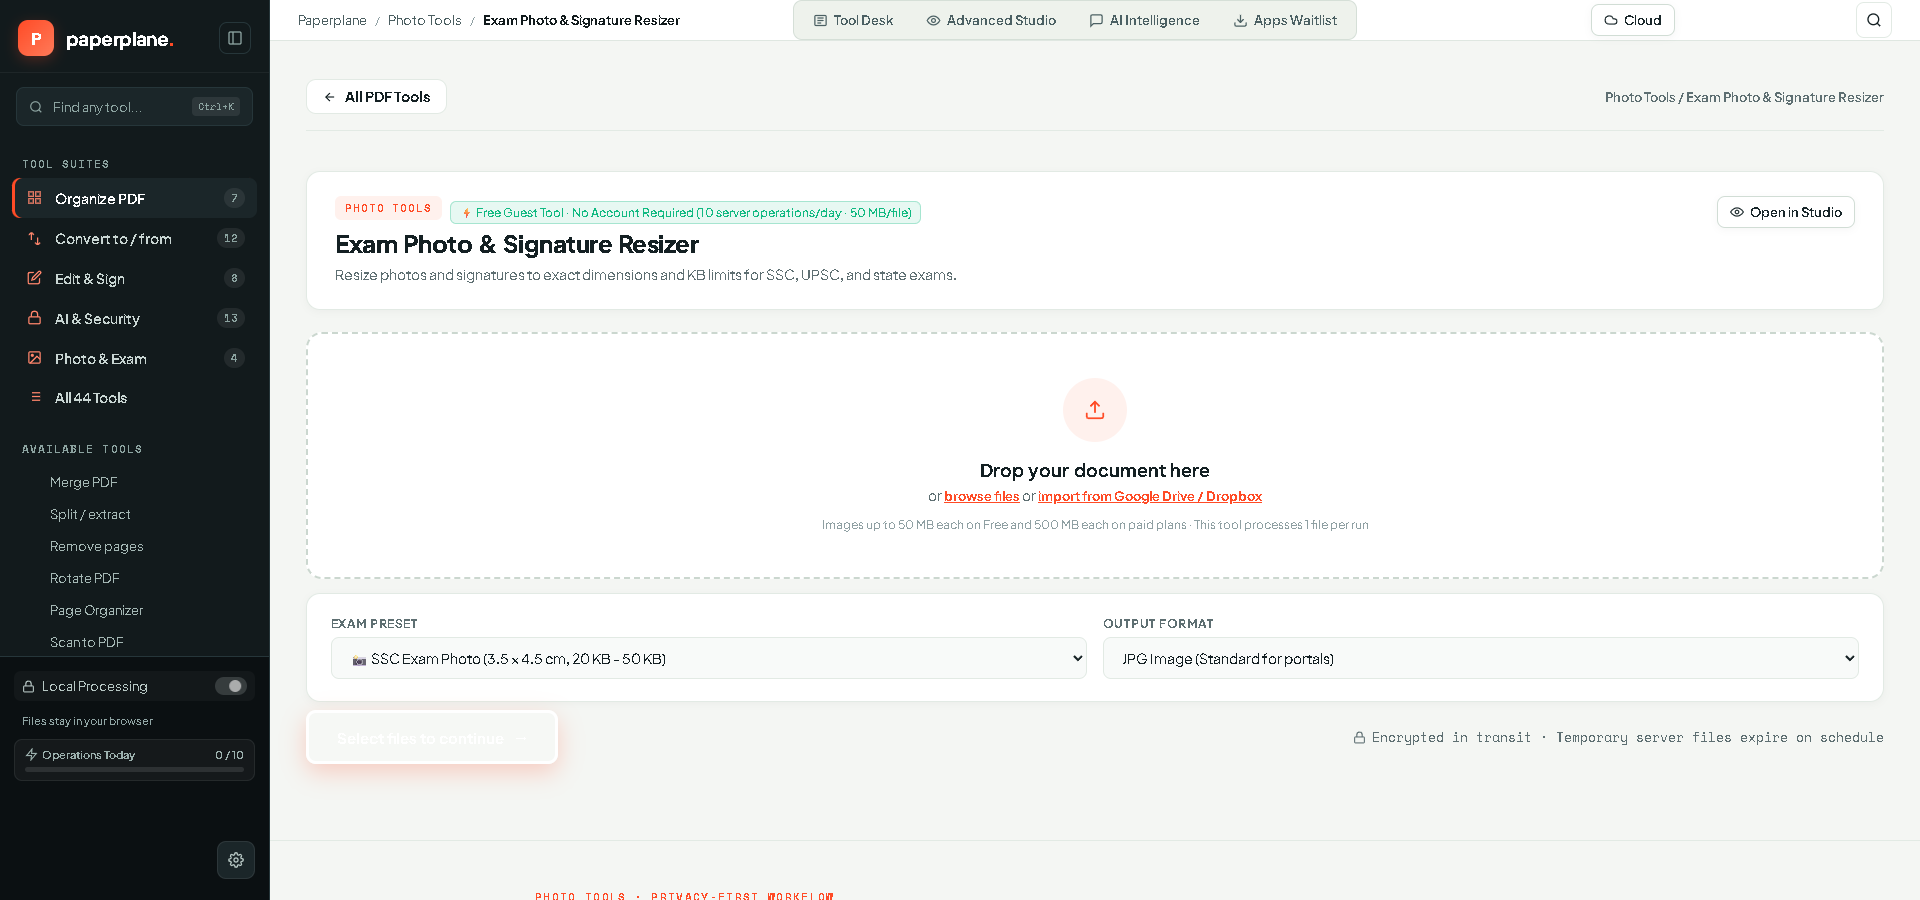 P paperplane.
Find any tool... Ctrl+K
TOOL SUITES
Organize PDF 7
Convert to / from 12
Edit & Sign 8
AI & Security 13
Photo & Exam 4
All 44 Tools
AVAILABLE TOOLS
Merge PDF
Split / extract
Remove pages
Rotate PDF
Page Organizer
Scan to PDF
Local Processing
Files stay in your browser
Operations Today 0 / 10
Paperplane / Photo Tools / Exam Photo & Signature Resizer
Tool Desk
Advanced Studio
AI Intelligence
Apps Waitlist
Cloud
← All PDF Tools
Photo Tools / Exam Photo & Signature Resizer
PHOTO TOOLS
Free Guest Tool · No Account Required (10 server operations/day · 50 MB/file)
Open in Studio
Exam Photo & Signature Resizer
Resize photos and signatures to exact dimensions and KB limits for SSC, UPSC, and state exams.
Drop your document here
or browse files or import from Google Drive / Dropbox
Images up to 50 MB each on Free and 500 MB each on paid plans · This tool processes 1 file per run
EXAM PRESET
📷 SSC Exam Photo (3.5 x 4.5 cm, 20 KB - 50 KB)
OUTPUT FORMAT
JPG Image (Standard for portals)
Select files to continue →
Encrypted in transit · Temporary server files expire on schedule
PHOTO TOOLS · PRIVACY-FIRST WORKFLOW